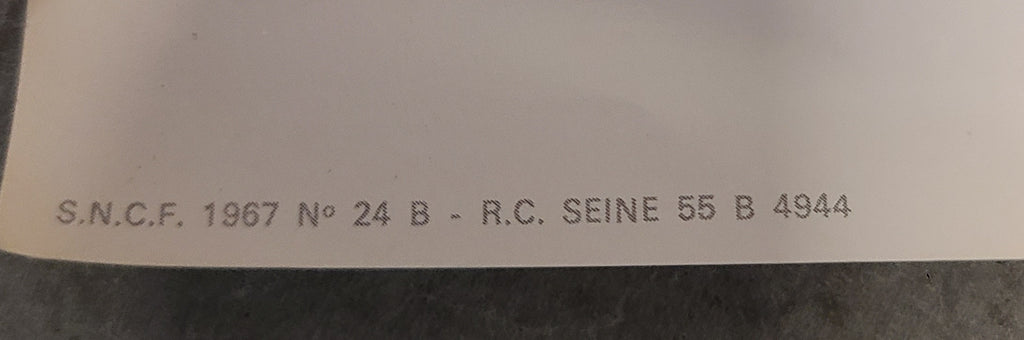 S.N.C.F. 1967 Nº 24 B - R.C. SEINE 55 B 4944